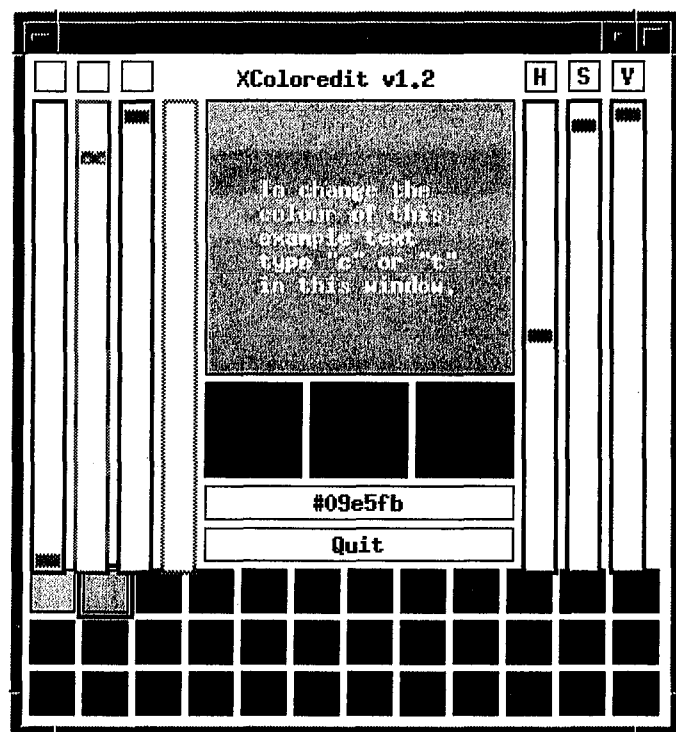 XColoredit v1.2
H S V
To change the
colour of this
example text
type "c" or "t"
in this window.
#09e5fb
Quit